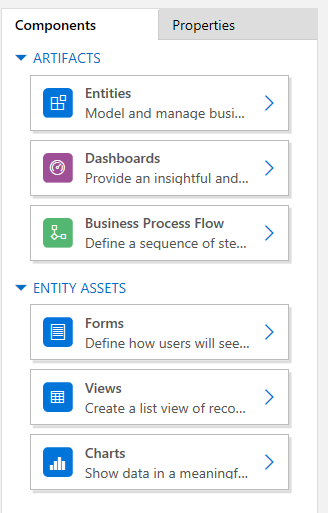 Components
Properties
ARTIFACTS
Entities
Model and manage busi...
Dashboards
Provide an insightful and...
Business Process Flow
Define a sequence of ste...
ENTITY ASSETS
Forms
Define how users will see...
Views
Create a list view of reco...
Charts
Show data in a meaningf...